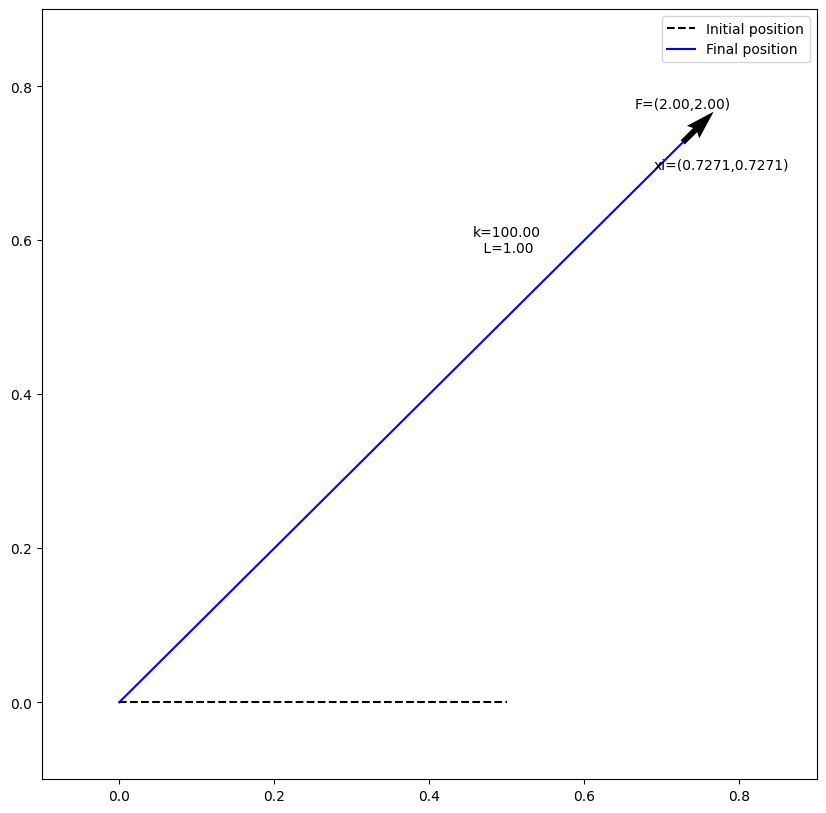 Initial position
Final position
0.8
F=(2.00,2.00)
xi=(0.7271,0.7271)
k=100.00
L=1.00
0.6
0.4
0.2
0.0
0.0 0.2 0.4 0.6 0.8